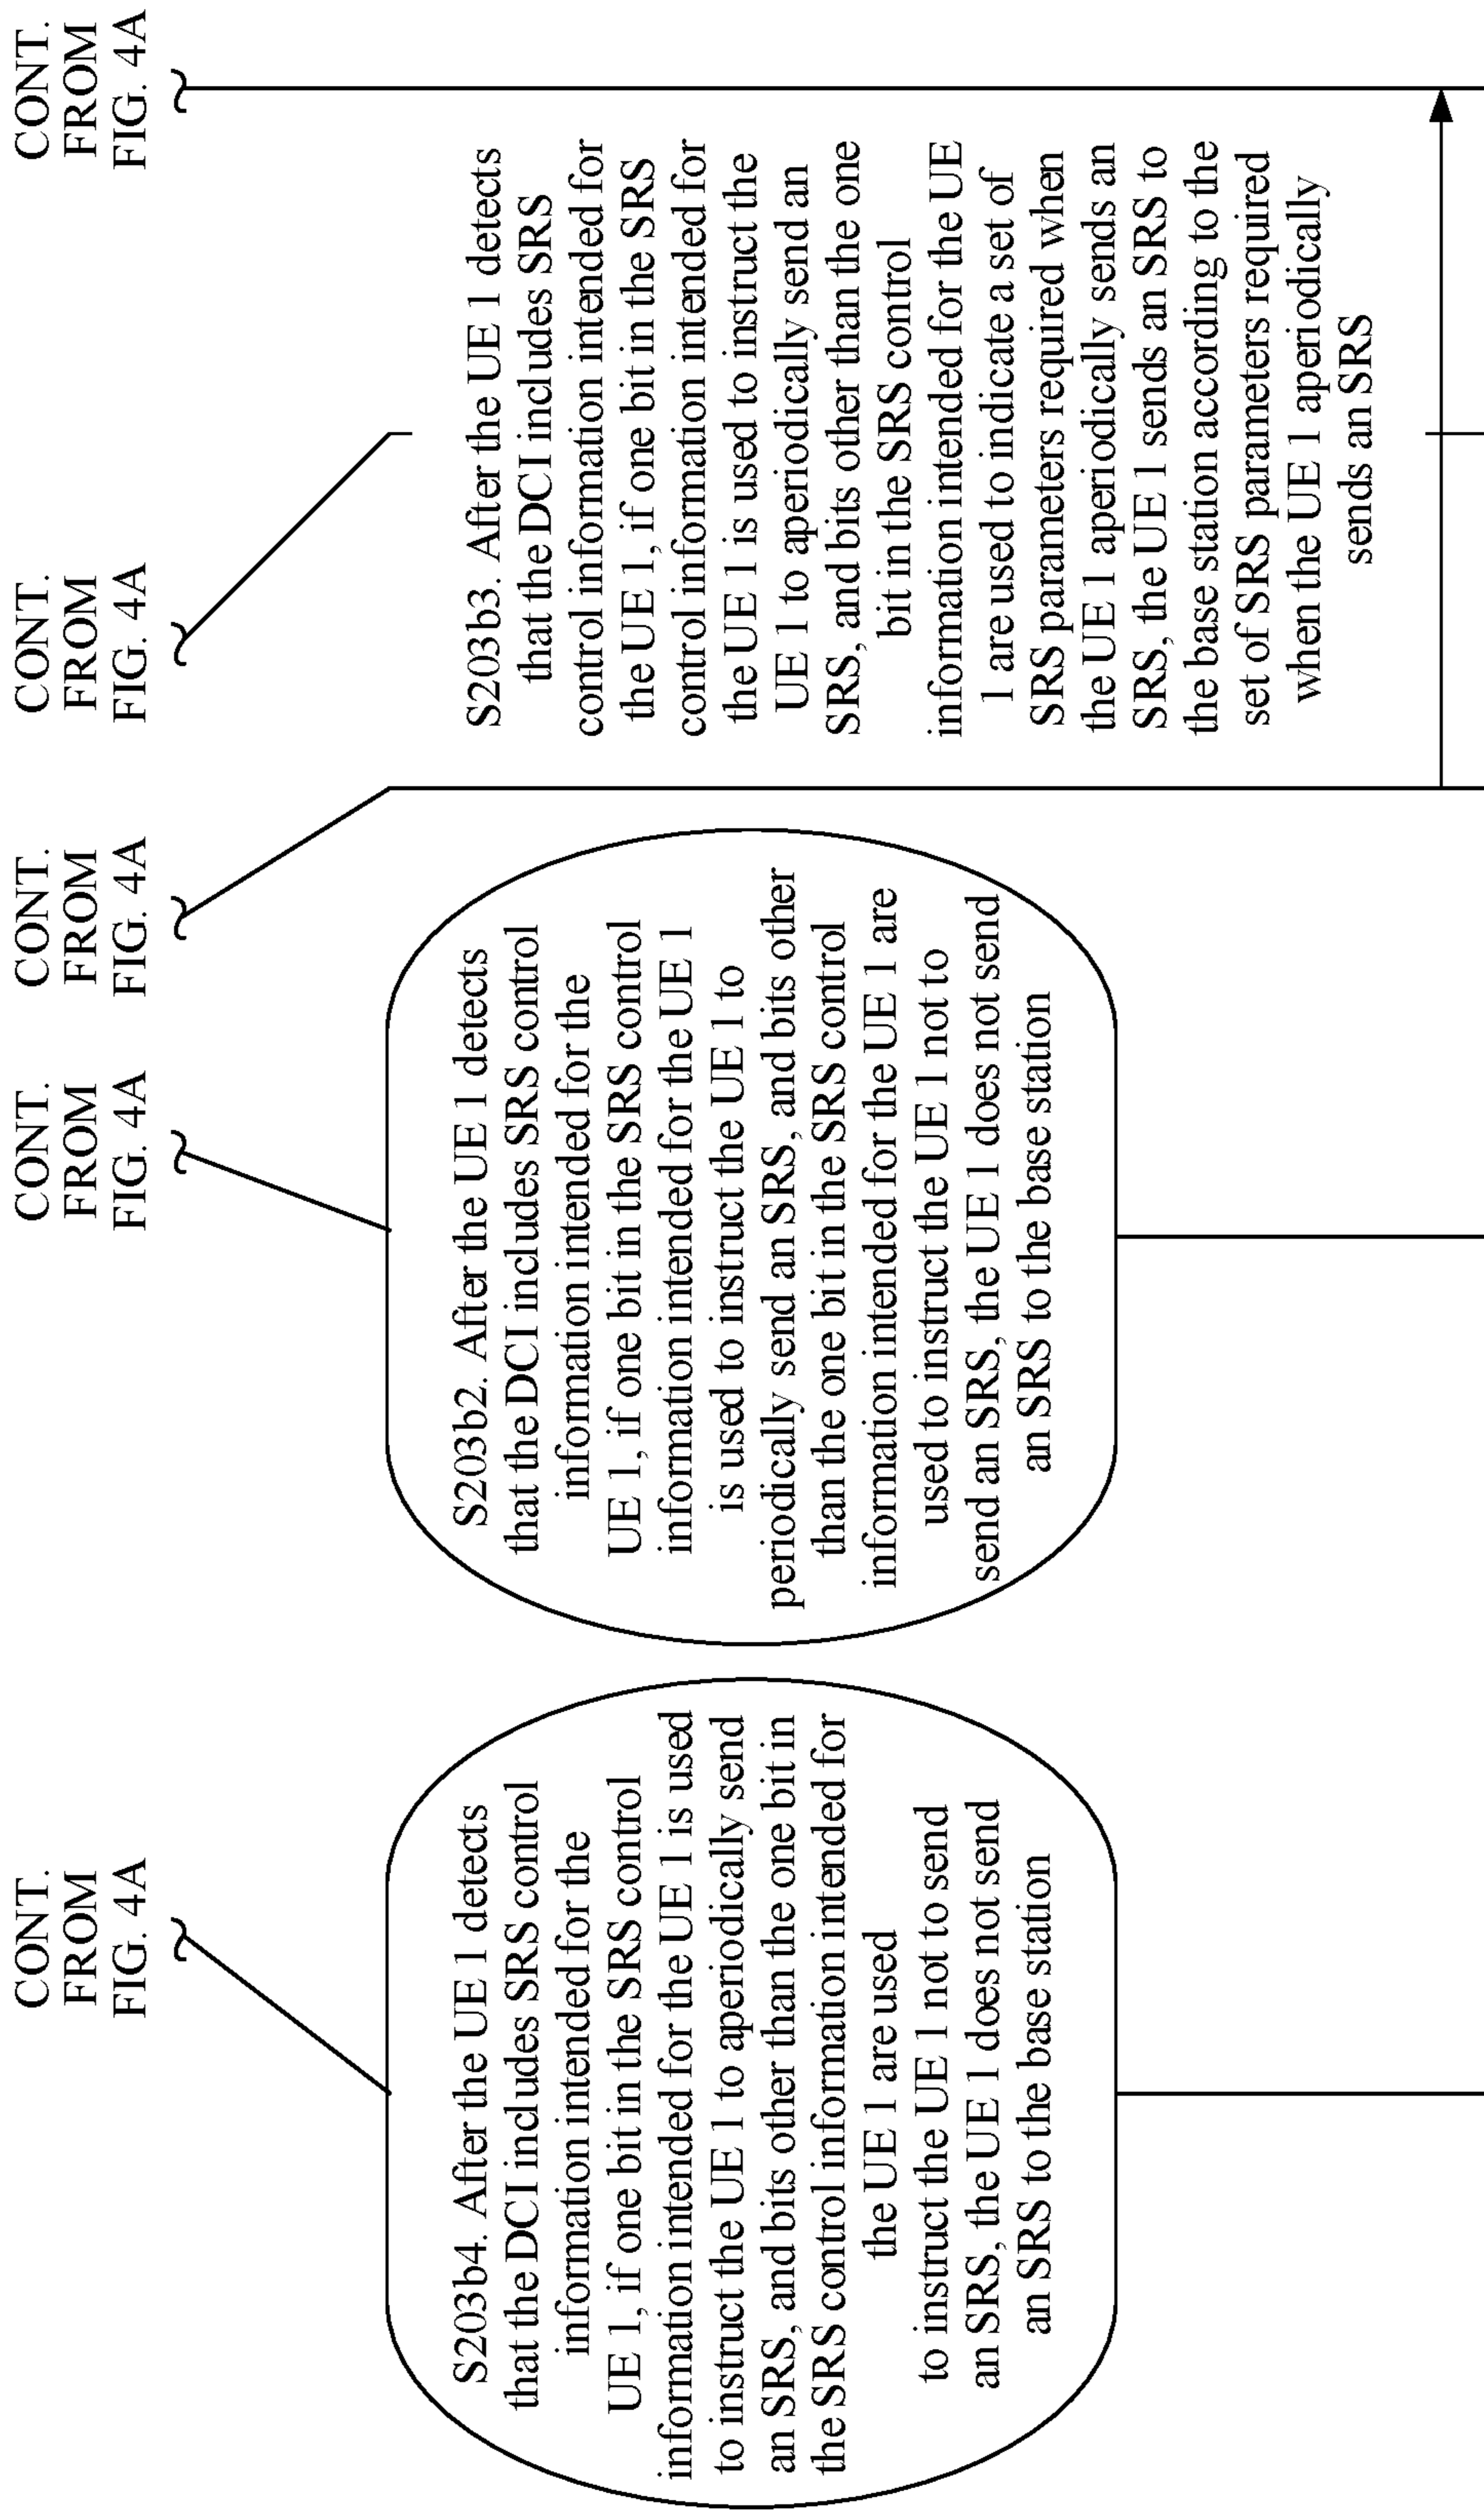 CONT.
FROM
FIG. 4A
CONT.
FROM
FIG. 4A
CONT.
FROM
FIG. 4A
CONT.
FROM
FIG. 4A
CONT.
FROM
FIG. 4A
S203b4. After the UE 1 detects
that the DCI includes SRS control
information intended for the
UE 1, if one bit in the SRS control
information intended for the UE 1 is used
to instruct the UE 1 to aperiodically send
an SRS, and bits other than the one bit in
the SRS control information intended for
the UE 1 are used
to instruct the UE 1 not to send
an SRS, the UE 1 does not send
an SRS to the base station
S203b2. After the UE 1 detects
that the DCI includes SRS control
information intended for the
UE 1, if one bit in the SRS control
information intended for the UE 1
is used to instruct the UE 1 to
periodically send an SRS, and bits other
than the one bit in the SRS control
information intended for the UE 1 are
used to instruct the UE 1 not to
send an SRS, the UE 1 does not send
an SRS to the base station
S203b3. After the UE 1 detects
that the DCI includes SRS
control information intended for
the UE 1, if one bit in the SRS
control information intended for
the UE 1 is used to instruct the
UE 1 to aperiodically send an
SRS, and bits other than the one
bit in the SRS control
information intended for the UE
1 are used to indicate a set of
SRS parameters required when
the UE 1 aperiodically sends an
SRS, the UE 1 sends an SRS to
the base station according to the
set of SRS parameters required
when the UE 1 aperiodically
sends an SRS